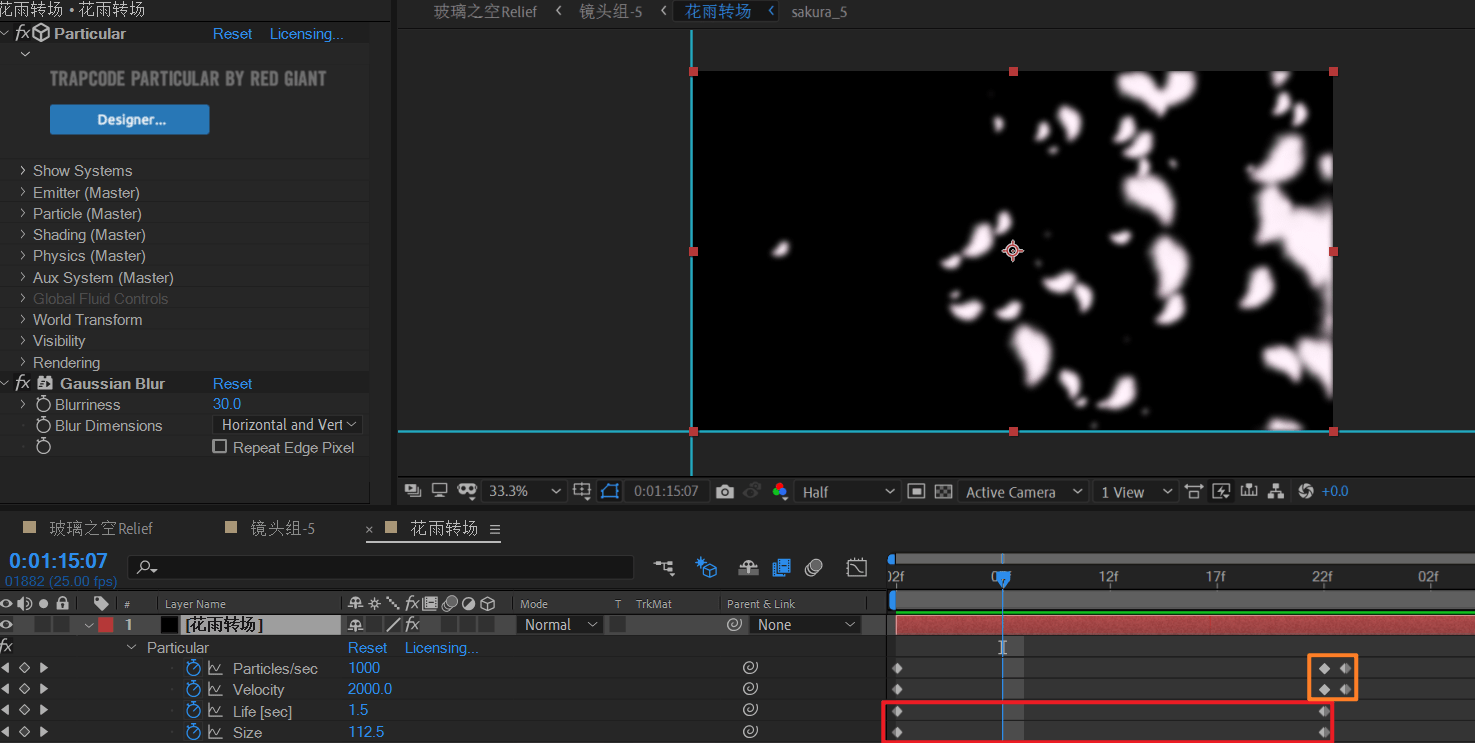 花雨转场 • 花雨转场
玻璃之空Relief
镜头组-5
花雨转场
sakura_5
fx Particular Reset Licensing...
TRAPCODE PARTICULAR BY RED GIANT
Designer...
Show Systems
Emitter (Master)
Particle (Master)
Shading (Master)
Physics (Master)
Aux System (Master)
Global Fluid Controls
World Transform
Visibility
Rendering
fx Gaussian Blur Reset
Blurriness 30.0
Blur Dimensions Horizontal and Vert
Repeat Edge Pixel
33.3% 0:01:15:07 Half Active Camera 1 View +0.0
玻璃之空Relief 镜头组-5 × 花雨转场
0:01:15:07
01882 (25.00 fps)
02f 12f 17f 22f 02f
# Layer Name fx Mode T TrkMat Parent & Link
1 [花雨转场] fx Normal None
fx Particular Reset Licensing...
Particles/sec 1000
Velocity 2000.0
Life [sec] 1.5
Size 112.5